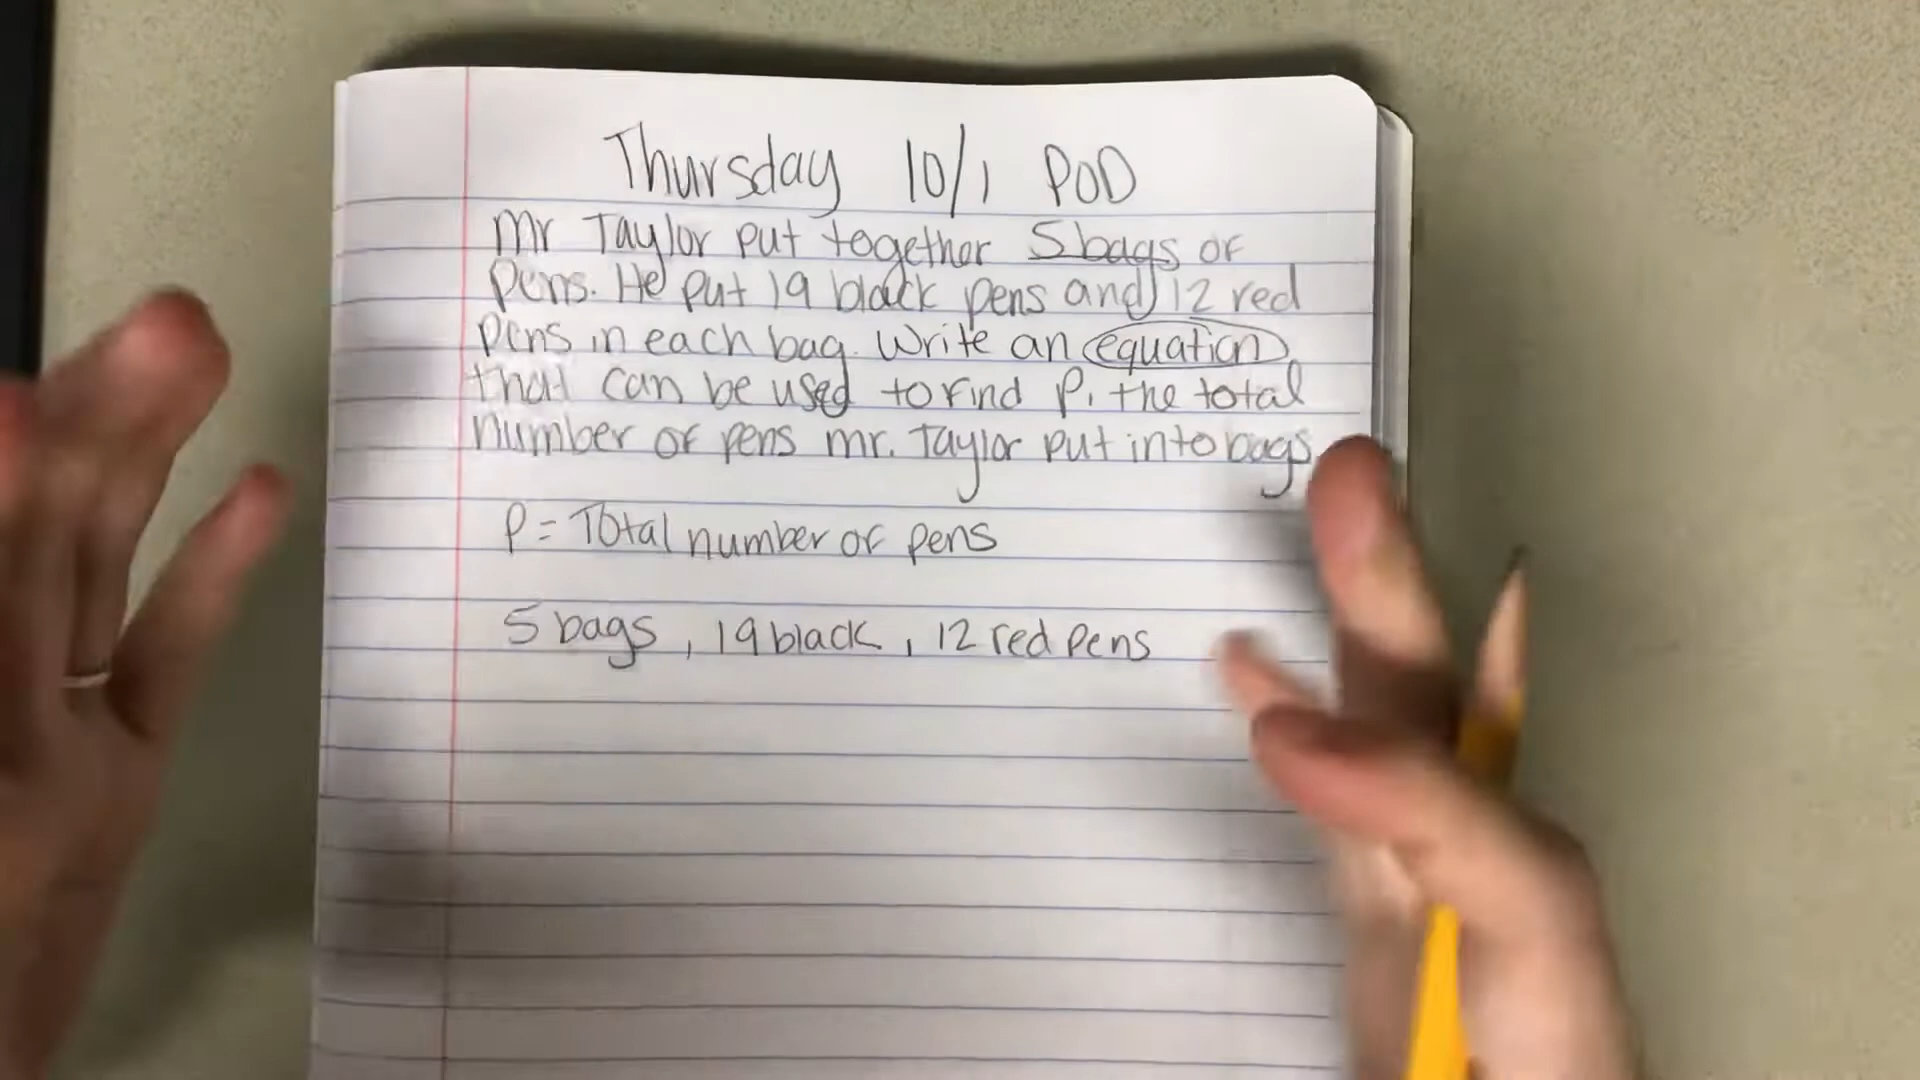 Thursday 10/1 POD
Mr Taylor put together 5 bags of
pens. He put 19 black pens and 12 red
pens in each bag. Write an equation
that can be used to find P, the total
number of pens mr. Taylor put into bags.
P = Total number of pens
5 bags, 19 black, 12 red pens